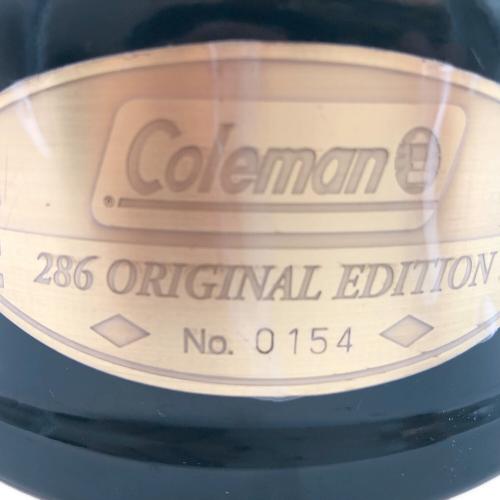 Coleman
®
286 ORIGINAL EDITION
No. 0154